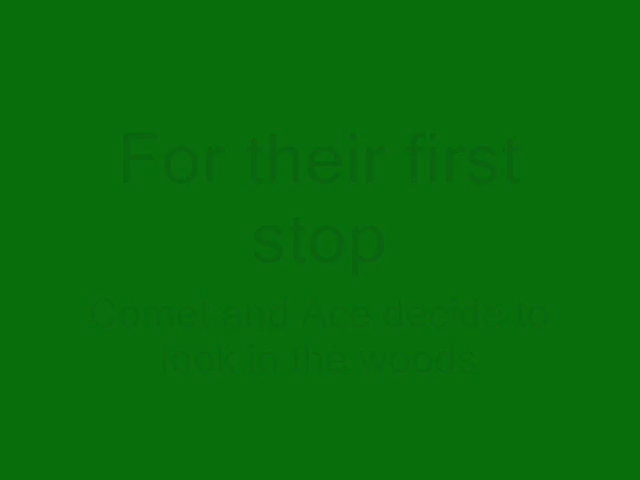 For their first
stop
Comet and Ace decide to
look in the woods